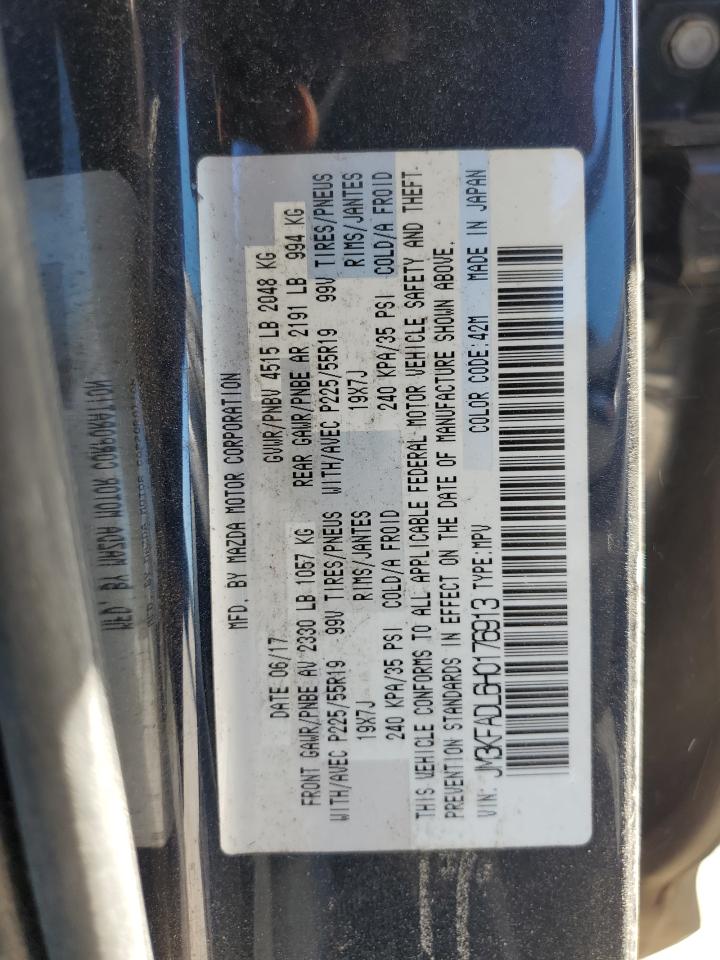 MFD. BY MAZDA MOTOR CORPORATION
DATE 06/17 GVWR/PNBV 4515 LB 2048 KG
FRONT GAWR/PNBE AV 2330 LB 1057 KG REAR GAWR/PNBE AR 2191 LB 994 KG
WITH/AVEC P225/55R19 99V TIRES/PNEUS WITH/AVEC P225/55R19 99V TIRES/PNEUS
19X7J RIMS/JANTES 19X7J RIMS/JANTES
240 KPA/35 PSI COLD/A FROID 240 KPA/35 PSI COLD/A FROID
THIS VEHICLE CONFORMS TO ALL APPLICABLE FEDERAL MOTOR VEHICLE SAFETY AND THEFT
PREVENTION STANDARDS IN EFFECT ON THE DATE OF MANUFACTURE SHOWN ABOVE.
VIN: JM3KFADL6H0176913 TYPE:MPV COLOR CODE:42M MADE IN JAPAN